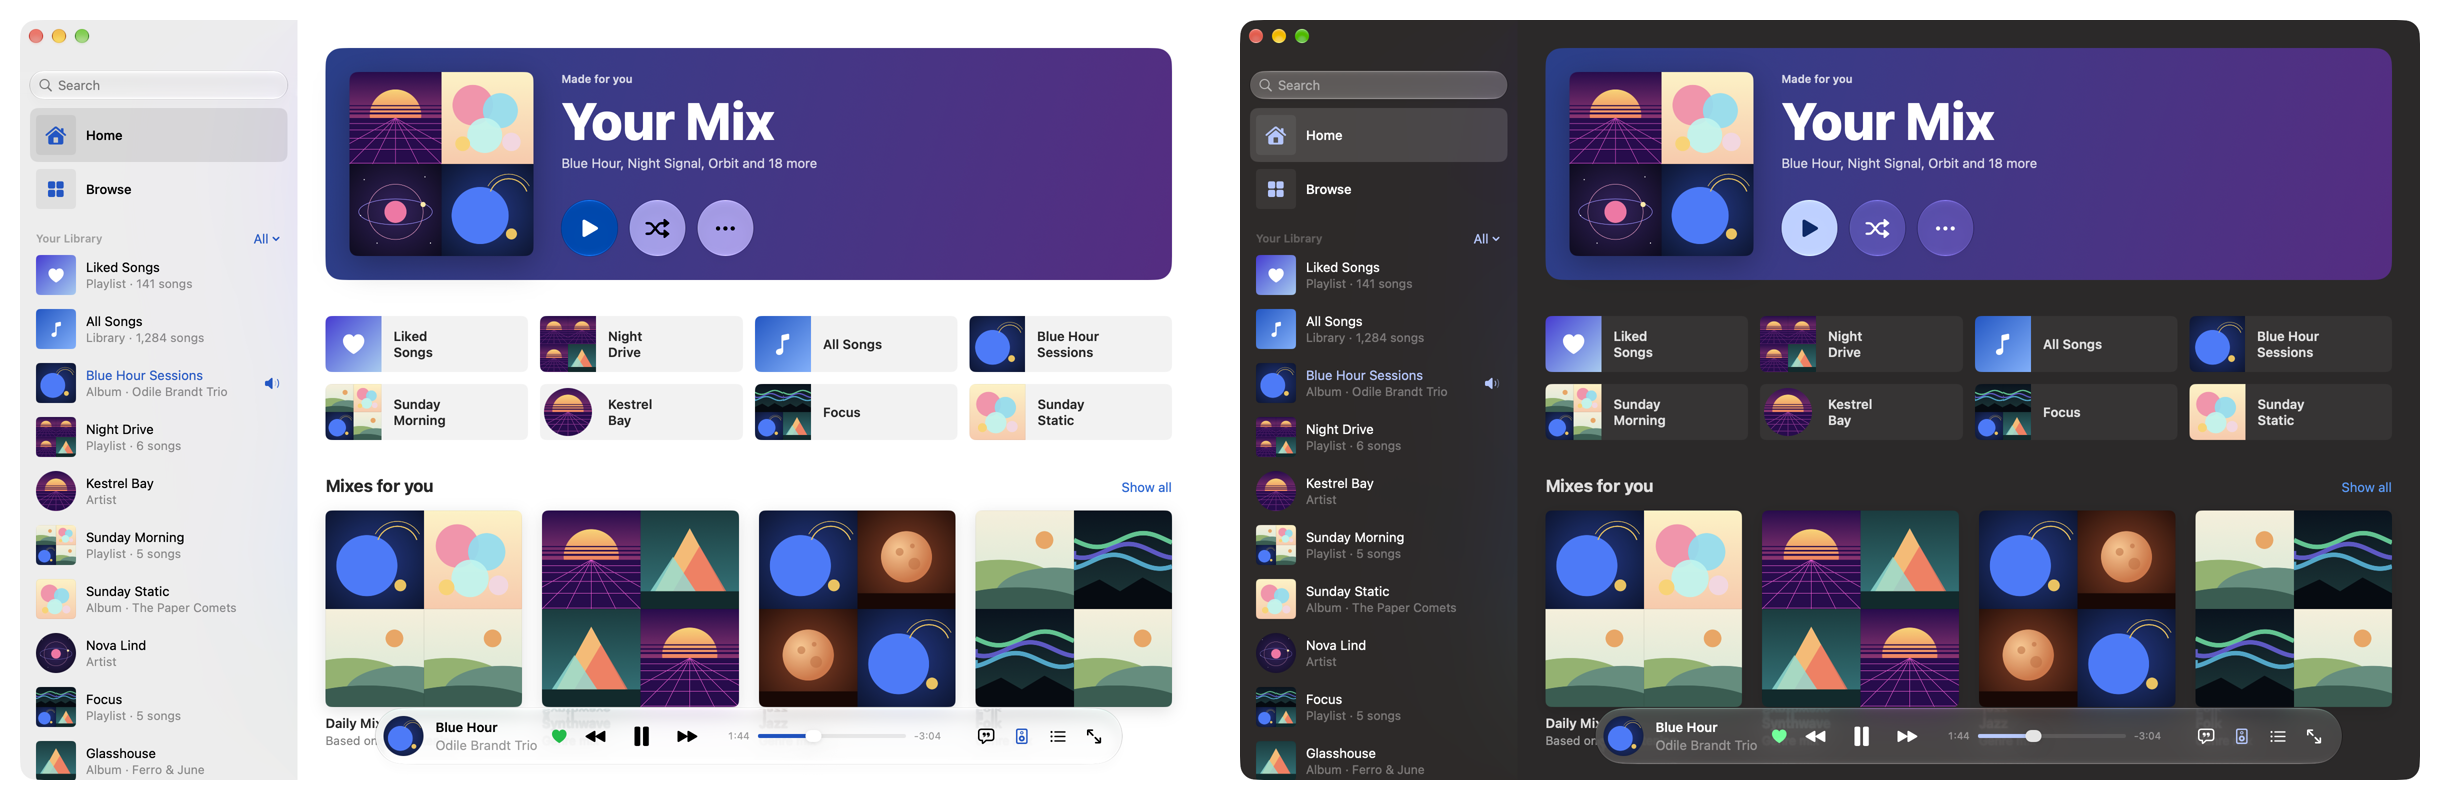 Search
Home
Browse
Your Library
All
Liked Songs
Playlist · 141 songs
All Songs
Library · 1,284 songs
Blue Hour Sessions
Album · Odile Brandt Trio
Night Drive
Playlist · 6 songs
Kestrel Bay
Artist
Sunday Morning
Playlist · 5 songs
Sunday Static
Album · The Paper Comets
Nova Lind
Artist
Focus
Playlist · 5 songs
Glasshouse
Album · Ferro & June
Made for you
Your Mix
Blue Hour, Night Signal, Orbit and 18 more
Liked
Songs
Night
Drive
All Songs
Blue Hour
Sessions
Sunday
Morning
Kestrel
Bay
Focus
Sunday
Static
Mixes for you
Show all
Daily Mix
Based on
Synthwave
Jazz
Folk
Blue Hour
Odile Brandt Trio
1:44
-3:04
Search
Home
Browse
Your Library
All
Liked Songs
Playlist · 141 songs
All Songs
Library · 1,284 songs
Blue Hour Sessions
Album · Odile Brandt Trio
Night Drive
Playlist · 6 songs
Kestrel Bay
Artist
Sunday Morning
Playlist · 5 songs
Sunday Static
Album · The Paper Comets
Nova Lind
Artist
Focus
Playlist · 5 songs
Glasshouse
Album · Ferro & June
Made for you
Your Mix
Blue Hour, Night Signal, Orbit and 18 more
Liked
Songs
Night
Drive
All Songs
Blue Hour
Sessions
Sunday
Morning
Kestrel
Bay
Focus
Sunday
Static
Mixes for you
Show all
Daily Mix
Based on
Synthwave
Jazz
Folk
Blue Hour
Odile Brandt Trio
1:44
-3:04